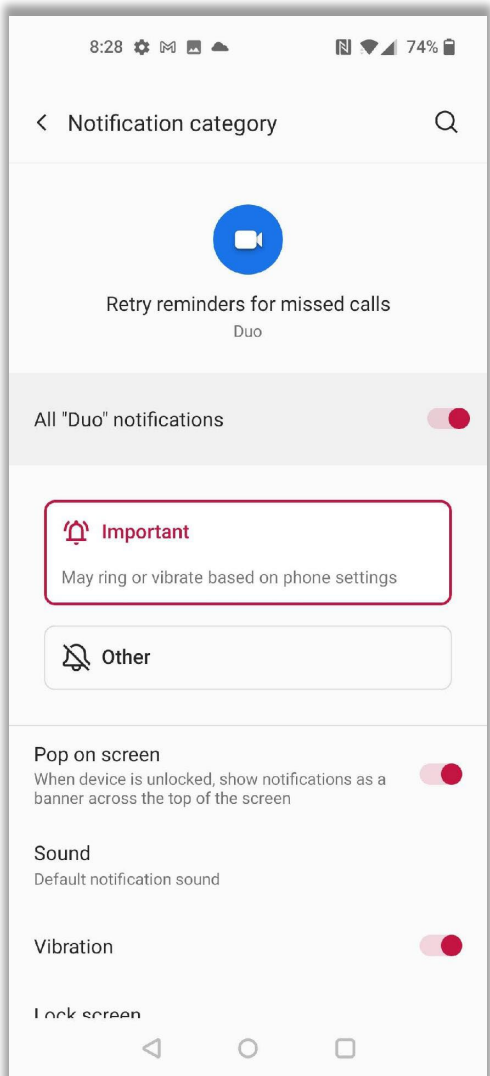 8:28
74%
Notification category
Retry reminders for missed calls
Duo
All "Duo" notifications
Important
May ring or vibrate based on phone settings
Other
Pop on screen
When device is unlocked, show notifications as a
banner across the top of the screen
Sound
Default notification sound
Vibration
Lock screen